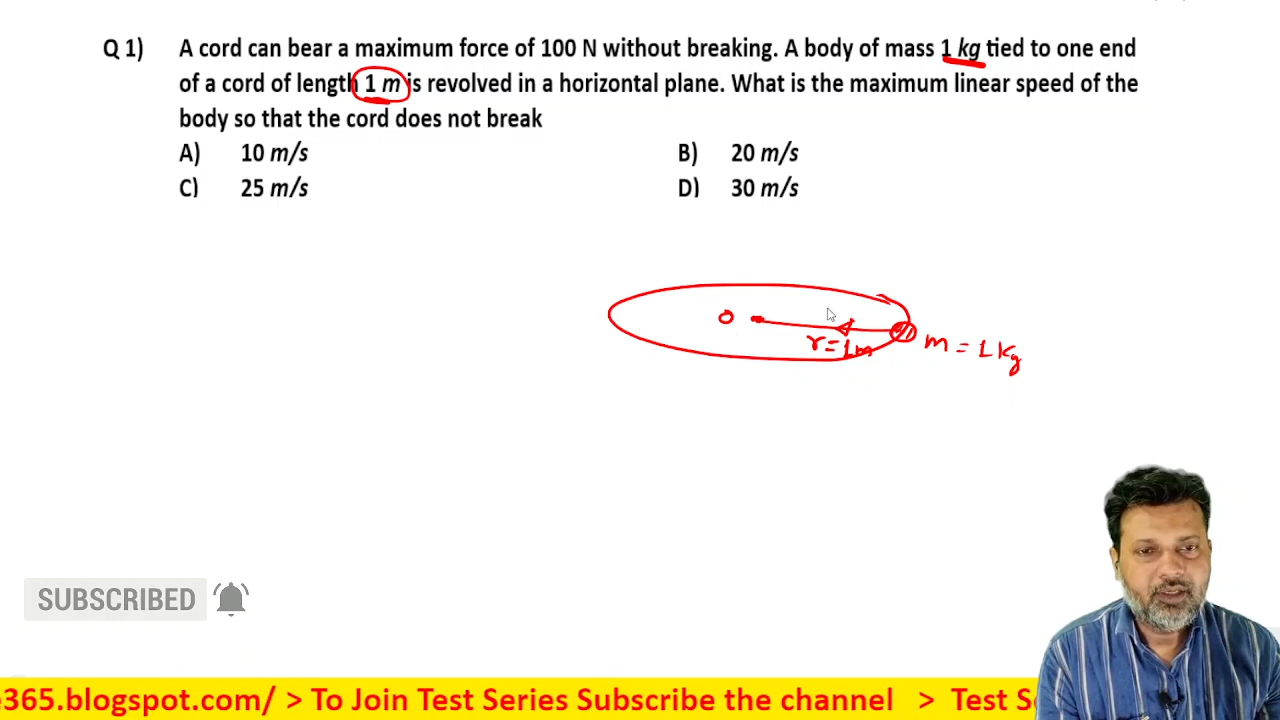 Q 1) A cord can bear a maximum force of 100 N without breaking. A body of mass 1 kg tied to one end
of a cord of length 1 m is revolved in a horizontal plane. What is the maximum linear speed of the
body so that the cord does not break
A) 10 m/s B) 20 m/s
C) 25 m/s D) 30 m/s
O
r=1m
m = 1 kg
SUBSCRIBED
e365.blogspot.com/ > To Join Test Series Subscribe the channel > Test S